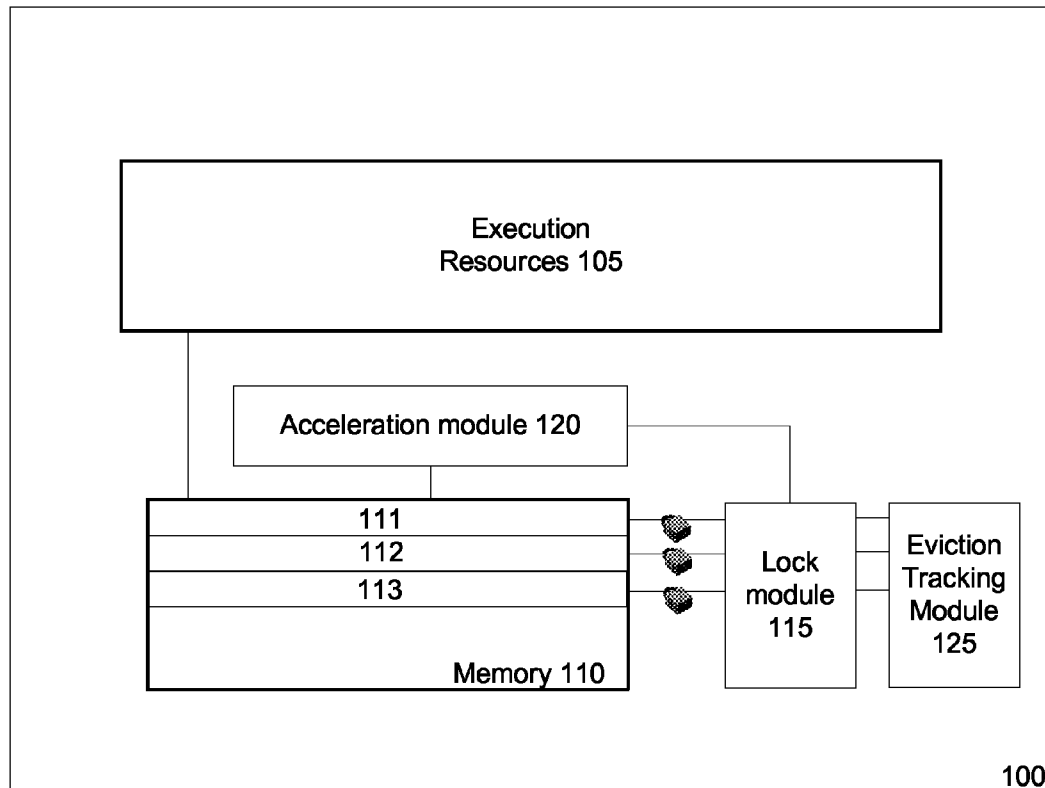 Execution
Resources 105
Acceleration module 120
111
112
113
Memory 110
Lock
module
115
Eviction
Tracking
Module
125
100